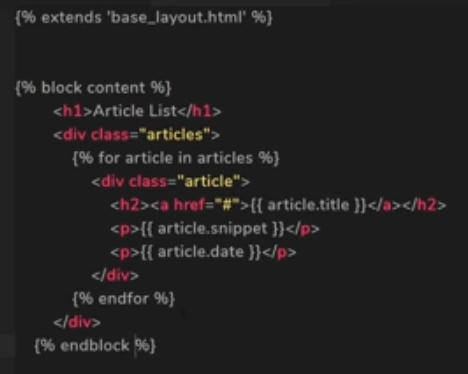 {% extends 'base_layout.html' %}
{% block content %}
<h1>Article List</h1>
<div class="articles">
{% for article in articles %}
<div class="article">
<h2><a href="#">{{ article.title }}</a></h2>
<p>{{ article.snippet }}</p>
<p>{{ article.date }}</p>
</div>
{% endfor %}
</div>
{% endblock %}